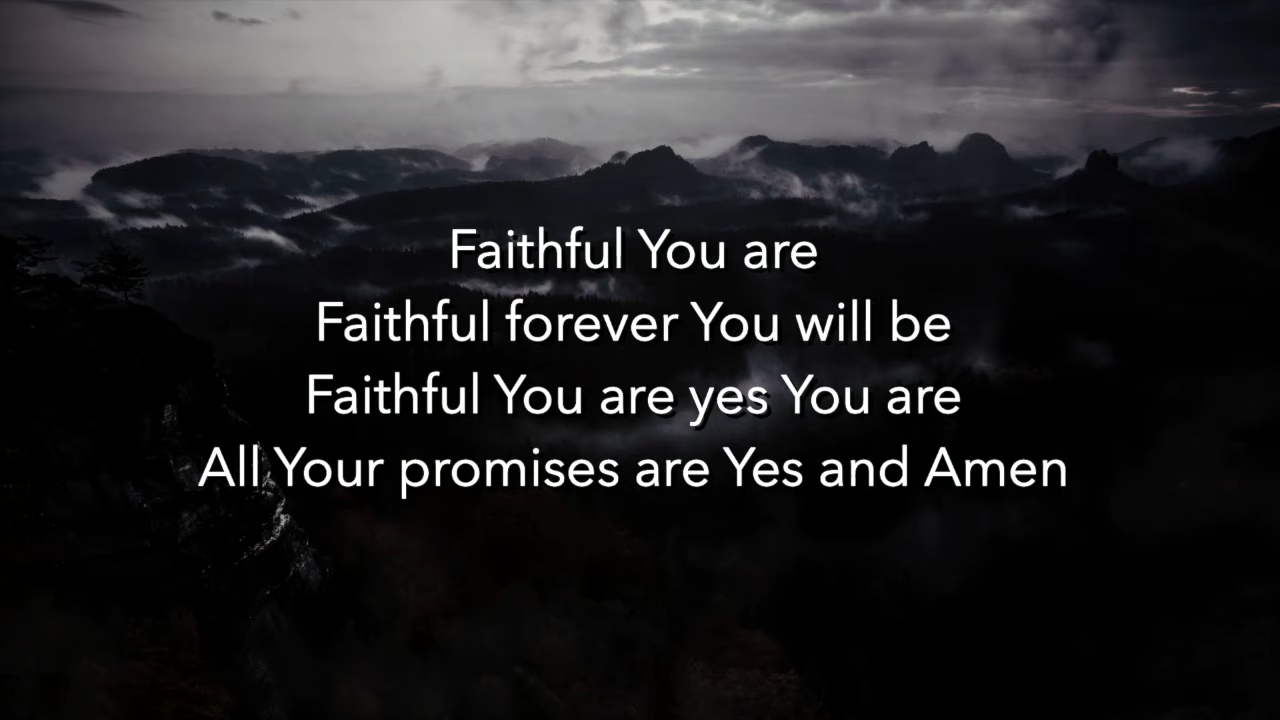 Faithful You are
Faithful forever You will be
Faithful You are yes You are
All Your promises are Yes and Amen